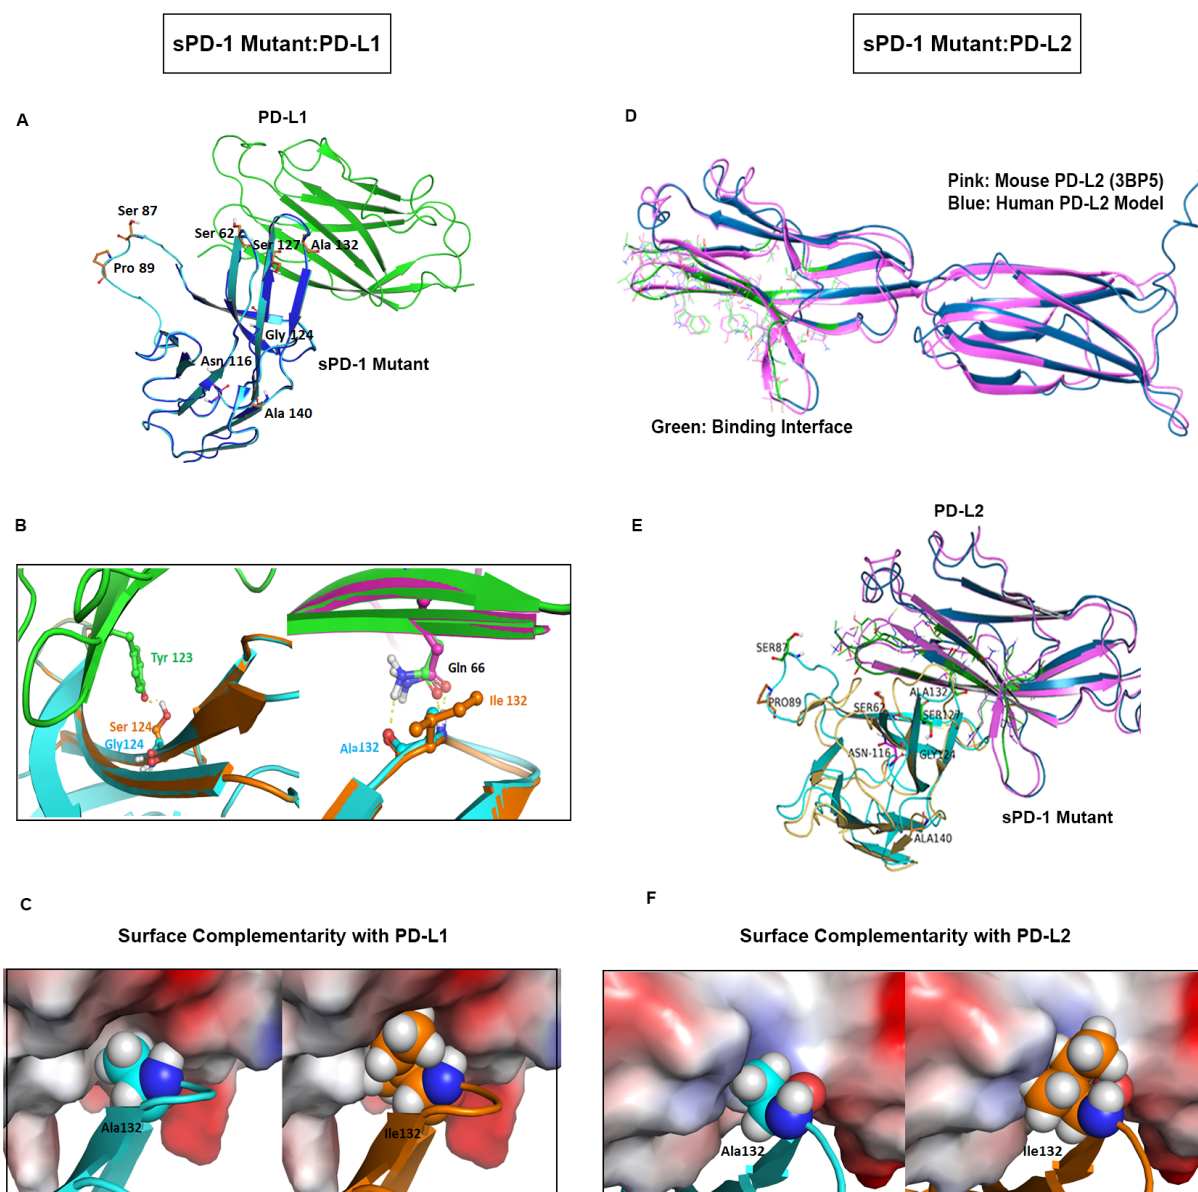 sPD-1 Mutant:PD-L1
sPD-1 Mutant:PD-L2
A
PD-L1
Ser 87
Ser 62
Ser 127
Ala 132
Pro 89
Gly 124
Asn 116
sPD-1 Mutant
Ala 140
D
Pink: Mouse PD-L2 (3BP5)
Blue: Human PD-L2 Model
Green: Binding Interface
B
Tyr 123
Ser 124
Gly124
Gln 66
Ile 132
Ala132
E
PD-L2
SER87
PRO89
ALA132
SER62
SER127
ASN-116
GLY124
sPD-1 Mutant
ALA140
C
Surface Complementarity with PD-L1
Ala132
Ile132
F
Surface Complementarity with PD-L2
Ala132
Ile132